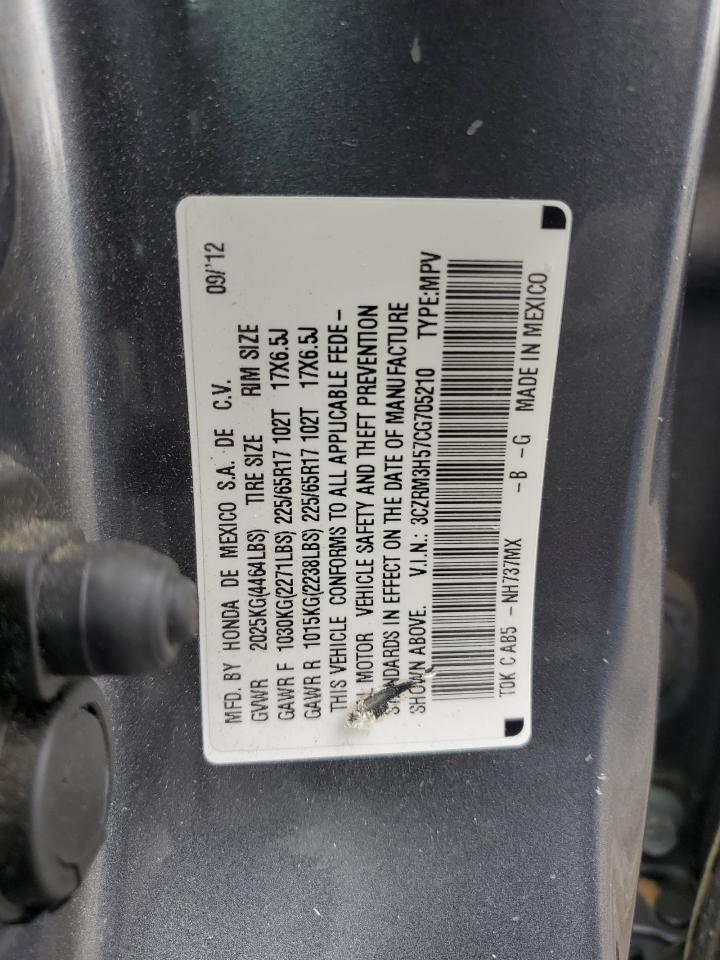 MFD. BY HONDA DE MEXICO S.A. DE C.V. 09/'12
GVWR 2025KG(4464LBS) TIRE SIZE RIM SIZE
GAWR F 1030KG(2271LBS) 225/65R17 102T 17X6.5J
GAWR R 1015KG(2238LBS) 225/65R17 102T 17X6.5J
THIS VEHICLE CONFORMS TO ALL APPLICABLE FEDE-
MOTOR VEHICLE SAFETY AND THEFT PREVENTION
STANDARDS IN EFFECT ON THE DATE OF MANUFACTURE
SHOWN ABOVE. V.I.N.: 3CZRM3H57CG705210 TYPE:MPV
T0K C AB5 -NH737MX -B -G MADE IN MEXICO